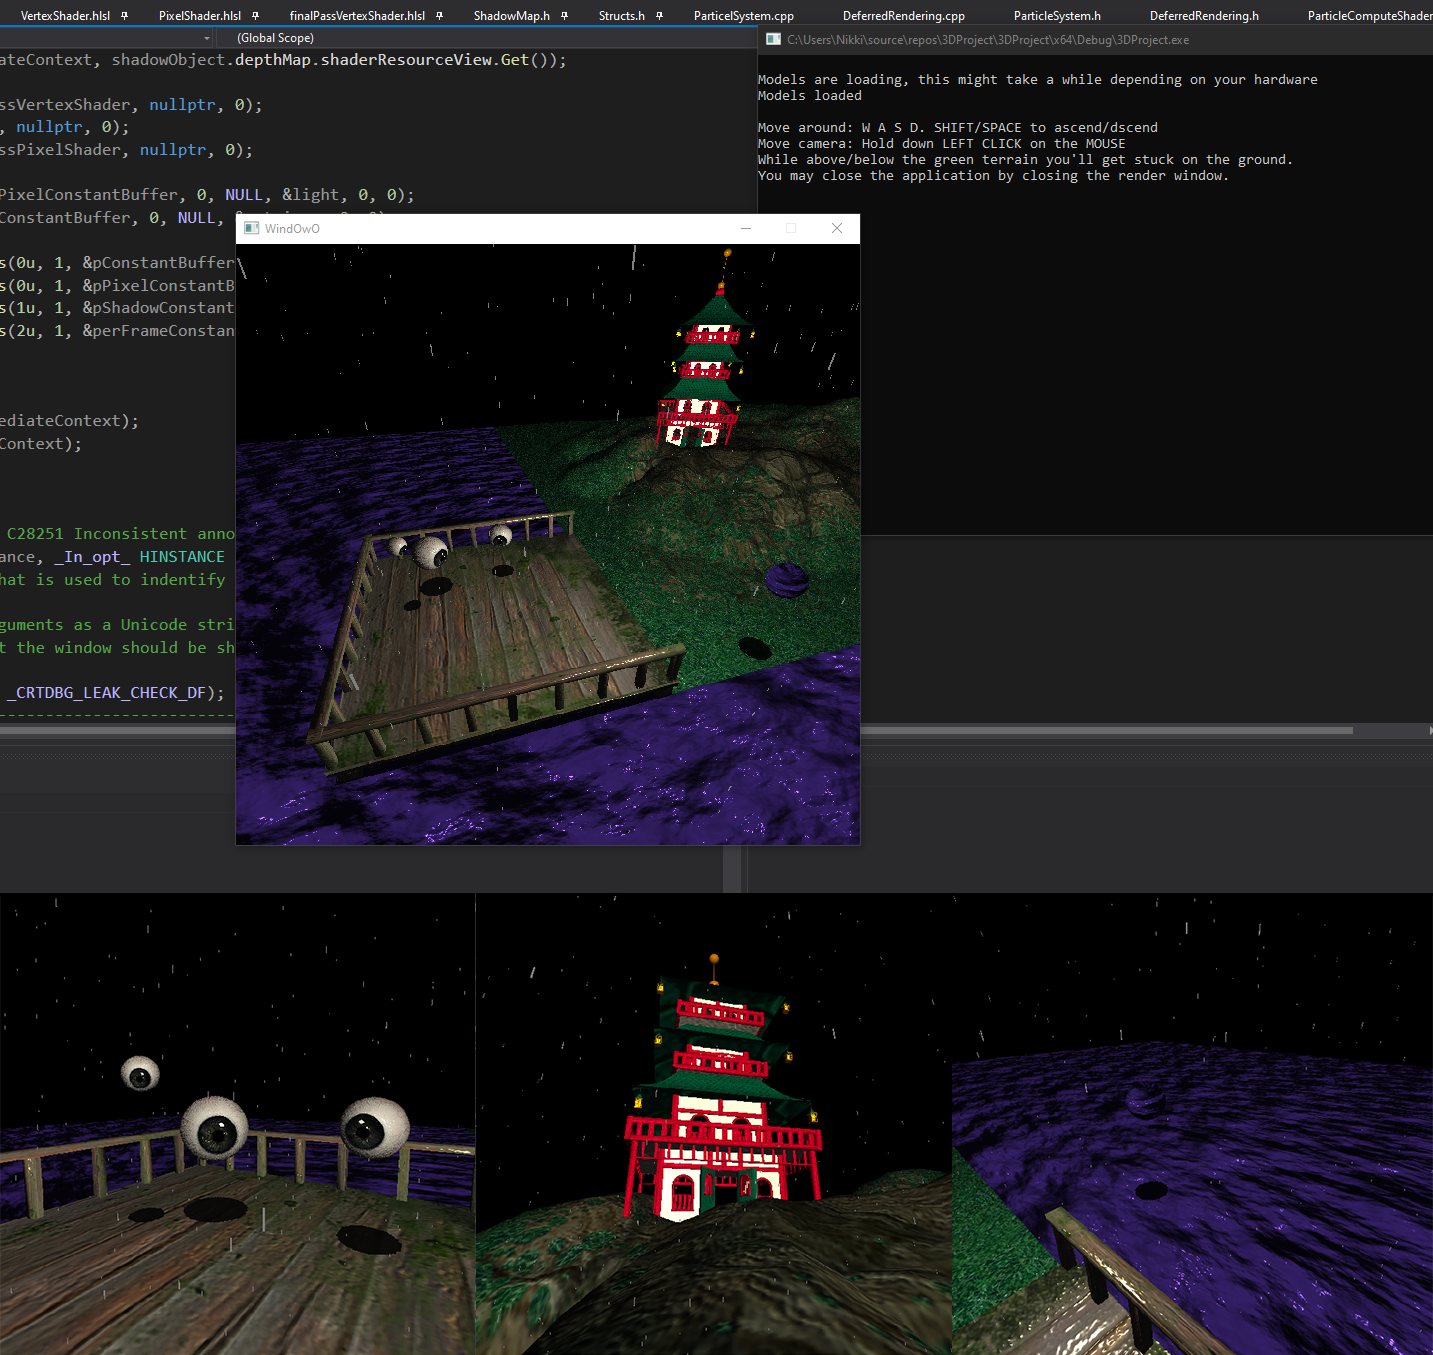 VertexShader.hlsl PixelShader.hlsl finalPassVertexShader.hlsl ShadowMap.h Structs.h ParticelSystem.cpp DeferredRendering.cpp ParticleSystem.h DeferredRendering.h ParticleComputeShader
(Global Scope)
C:\Users\Nikki\source\repos\3DProject\3DProject\x64\Debug\3DProject.exe
ateContext, shadowObject.depthMap.shaderResourceView.Get());
ssVertexShader, nullptr, 0);
, nullptr, 0);
ssPixelShader, nullptr, 0);
PixelConstantBuffer, 0, NULL, &light, 0, 0);
ConstantBuffer, 0, NULL,
s(0u, 1, &pConstantBuffer
s(0u, 1, &pPixelConstantB
s(1u, 1, &pShadowConstant
s(2u, 1, &perFrameConstan
ediateContext);
Context);
C28251 Inconsistent anno
ance, _In_opt_ HINSTANCE
hat is used to indentify
guments as a Unicode stri
t the window should be sh
_CRTDBG_LEAK_CHECK_DF);
Models are loading, this might take a while depending on your hardware
Models loaded
Move around: W A S D. SHIFT/SPACE to ascend/dscend
Move camera: Hold down LEFT CLICK on the MOUSE
While above/below the green terrain you'll get stuck on the ground.
You may close the application by closing the render window.
WindOwO